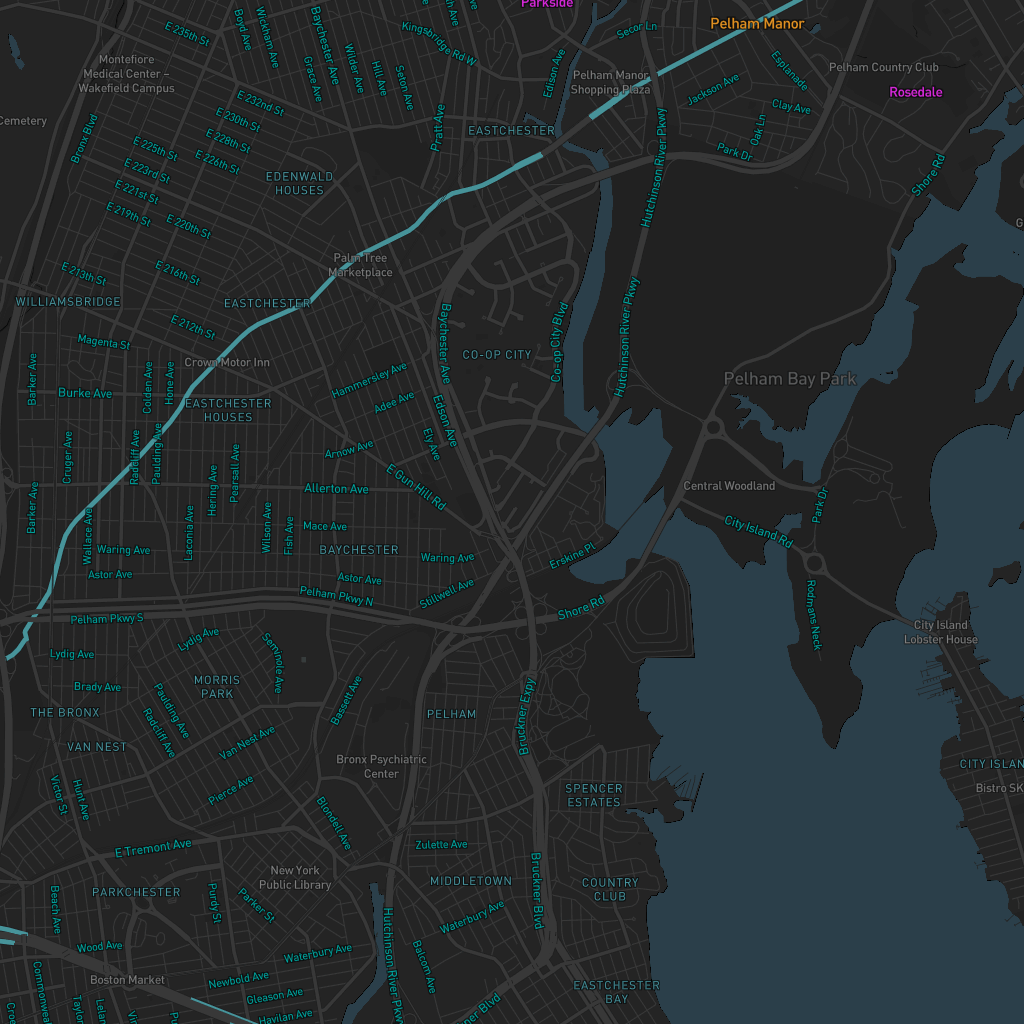 Parkside
Pelham Manor
E 235th St
Boyd Ave
Wickham Ave
Baychester Ave
Kingsbridge Rd W
Secor Ln
Edison Ave
Wilder Ave
Hill Ave
Seton Ave
Grace Ave
Montefiore
Medical Center –
Wakefield Campus
Pelham Manor
Shopping Plaza
Jackson Ave
Esplanade
Pelham Country Club
Rosedale
Clay Ave
Oak Ln
Park Dr
Cemetery
Bronx Blvd
E 232nd St
E 230th St
E 228th St
E 226th St
E 225th St
E 223rd St
E 221st St
E 219th St
E 220th St
Pratt Ave
EASTCHESTER
EDENWALD
HOUSES
Hutchinson River Pkwy
Shore Rd
E 216th St
E 213th St
Palm Tree
Marketplace
WILLIAMSBRIDGE
EASTCHESTER
E 212th St
Magenta St
Baychester Ave
CO-OP CITY
Co-op City Blvd
Hutchinson River Pkwy
Crown Motor Inn
Barker Ave
Burke Ave
Colden Ave
Hone Ave
EASTCHESTER
HOUSES
Hammersley Ave
Adee Ave
Edson Ave
Ely Ave
Pelham Bay Park
Cruger Ave
Radcliff Ave
Paulding Ave
Pearsall Ave
Hering Ave
Arnow Ave
E Gun Hill Rd
Allerton Ave
Central Woodland
Park Dr
Barker Ave
Wallace Ave
Laconia Ave
Wilson Ave
Fish Ave
Mace Ave
BAYCHESTER
Waring Ave
Waring Ave
City Island Rd
Erskine Pl
Astor Ave
Astor Ave
Stillwell Ave
Pelham Pkwy N
Pelham Pkwy S
Shore Rd
Rodmans Neck
City Island
Lobster House
Lydig Ave
Lydig Ave
Seminole Ave
Brady Ave
MORRIS
PARK
Paulding Ave
Radcliff Ave
Bassett Ave
THE BRONX
VAN NEST
Van Nest Ave
PELHAM
Bruckner Expy
Bronx Psychiatric
Center
Victor St
Hunt Ave
Pierce Ave
Blondell Ave
SPENCER
ESTATES
CITY ISLAN
Bistro SK
E Tremont Ave
Zulette Ave
New York
Public Library
MIDDLETOWN
Bruckner Blvd
COUNTRY
CLUB
PARKCHESTER
Beach Ave
Purdy St
Parker St
Waterbury Ave
Hutchinson River Pkwy
Wood Ave
Waterbury Ave
Balcom Ave
Boston Market
Newbold Ave
Gleason Ave
Havilan Ave
EASTCHESTER
BAY